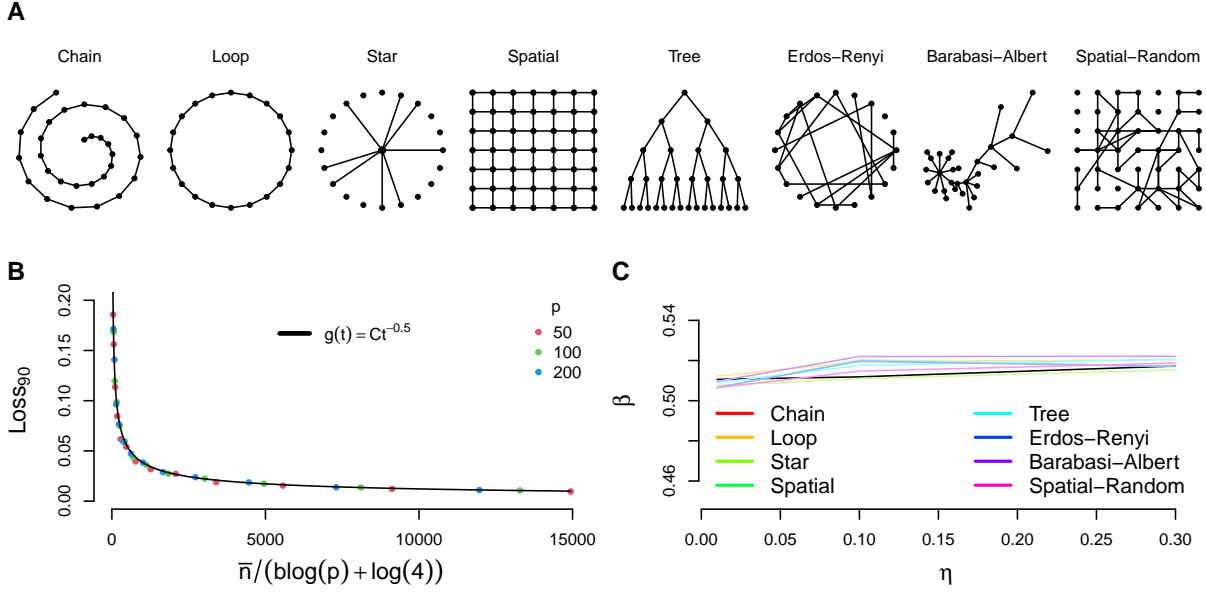 A
Chain Loop Star Spatial Tree Erdos−Renyi Barabasi−Albert Spatial−Random
B
Loss90
0.00 0.05 0.10 0.15 0.20
g(t) = Ct^−0.5
p
50
100
200
0 5000 10000 15000
n̅/(blog(p) + log(4))
C
β
0.46 0.50 0.54
Chain
Loop
Star
Spatial
Tree
Erdos−Renyi
Barabasi−Albert
Spatial−Random
0.00 0.05 0.10 0.15 0.20 0.25 0.30
η